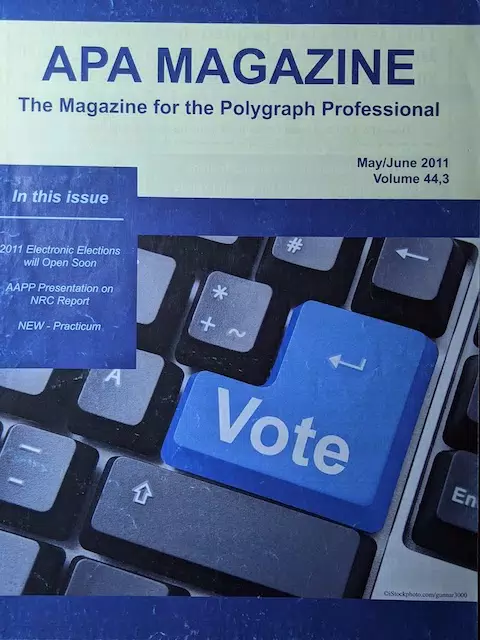 APA MAGAZINE
The Magazine for the Polygraph Professional
May/June 2011
Volume 44,3
In this issue
2011 Electronic Elections
will Open Soon
AAPP Presentation on
NRC Report
NEW - Practicum
#
*
+ ~
A
Vote
En
©iStockphoto.com/gunnar3000